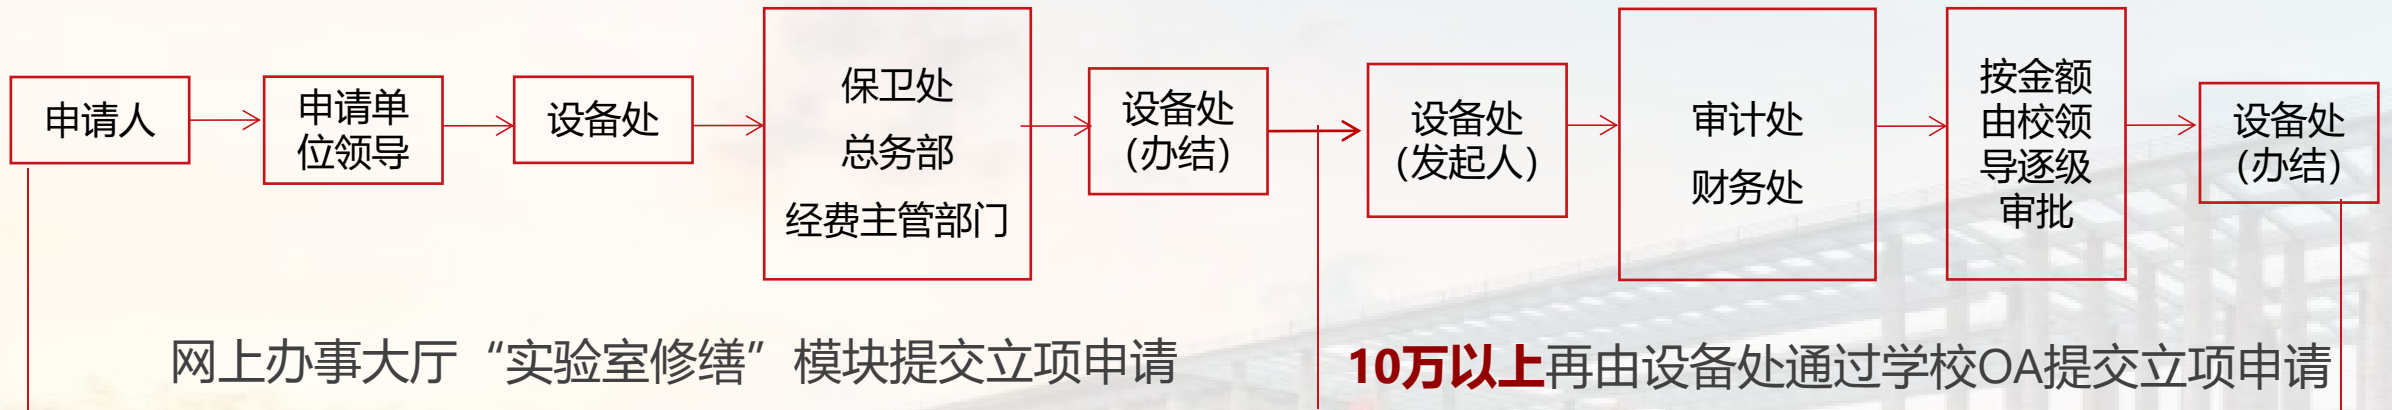 申请人
申请单
位领导
设备处
保卫处
总务部
经费主管部门
设备处
（办结）
设备处
（发起人）
审计处
财务处
按金额
由校领
导逐级
审批
设备处
（办结）
网上办事大厅“实验室修缮”模块提交立项申请
10万以上再由设备处通过学校OA提交立项申请